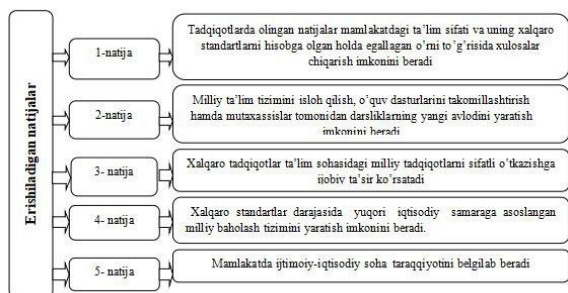 Erishiladigan natijalar
1-natija
Tadqiqotlarda olingan natijalar mamlakatdagi ta'lim sifati va uning xalqaro
standartlarni hisobga olgan holda egallagan o'rni to'g'risida xulosalar
chiqarish imkonini beradi
2-natija
Milliy ta'lim tizimini isloh qilish, o'quv dasturlarini takomillashtirish
hamda mutaxassislar tomonidan darsliklarning yangi avlodini yaratish
imkonini beradi
3- natija
Xalqaro tadqiqotlar ta'lim sohasidagi milliy tadqiqotlarni sifatli o'tkazishga
ijobiy ta'sir ko'rsatadi
4- natija
Xalqaro standartlar darajasida yuqori iqtisodiy samaraga asoslangan
milliy baholash tizimini yaratish imkonini beradi.
5- natija
Mamlakatda ijtimoiy-iqtisodiy soha taraqqiyotini belgilab beradi